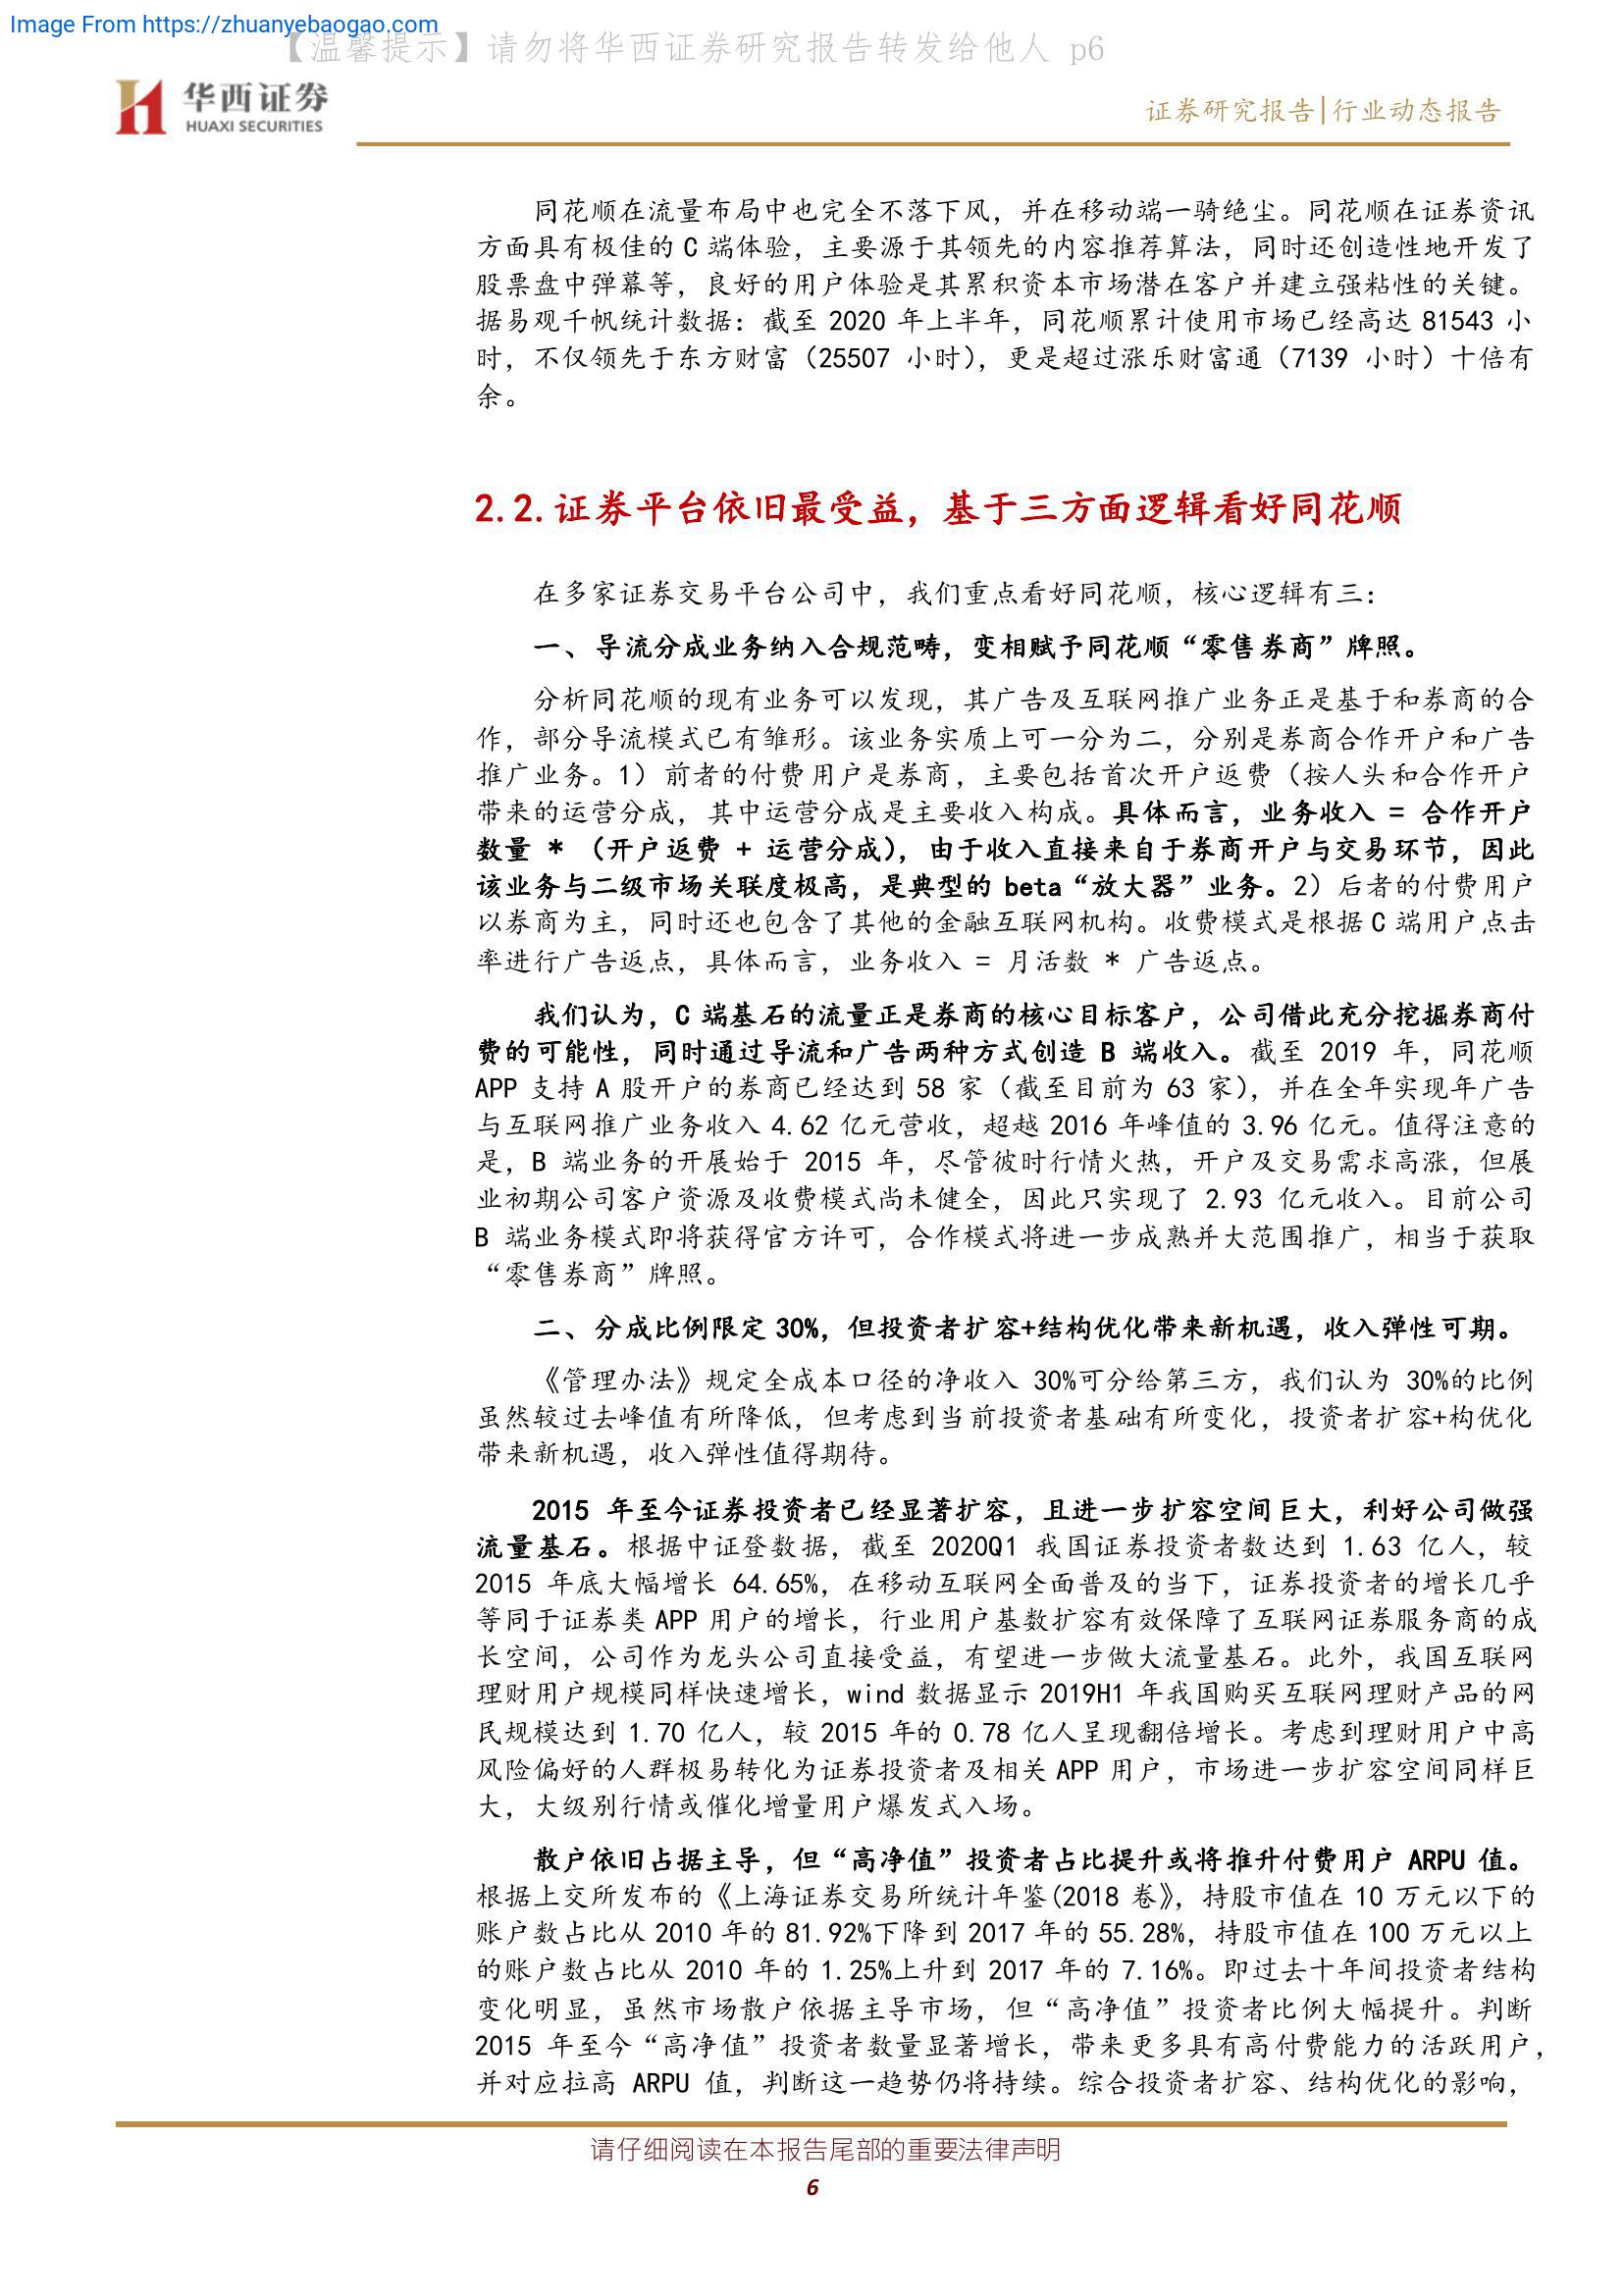 Image From https://zhuanyebaogao.com
【温馨提示】请勿将华西证券研究报告转发给他人 p6
华西证券
HUAXI SECURITIES
证券研究报告|行业动态报告
同花顺在流量布局中也完全不落下风，并在移动端一骑绝尘。同花顺在证券资讯
方面具有极佳的 C 端体验，主要源于其领先的内容推荐算法，同时还创造性地开发了
股票盘中弹幕等，良好的用户体验是其累积资本市场潜在客户并建立强粘性的关键。
据易观千帆统计数据：截至 2020 年上半年，同花顺累计使用市场已经高达 81543 小
时，不仅领先于东方财富（25507 小时），更是超过涨乐财富通（7139 小时）十倍有
余。
2.2.证券平台依旧最受益，基于三方面逻辑看好同花顺
在多家证券交易平台公司中，我们重点看好同花顺，核心逻辑有三：
一、导流分成业务纳入合规范畴，变相赋予同花顺“零售券商”牌照。
分析同花顺的现有业务可以发现，其广告及互联网推广业务正是基于和券商的合
作，部分导流模式已有雏形。该业务实质上可一分为二，分别是券商合作开户和广告
推广业务。1）前者的付费用户是券商，主要包括首次开户返费（按人头和合作开户
带来的运营分成，其中运营分成是主要收入构成。具体而言，业务收入 = 合作开户
数量 * （开户返费 + 运营分成），由于收入直接来自于券商开户与交易环节，因此
该业务与二级市场关联度极高，是典型的 beta“放大器”业务。2）后者的付费用户
以券商为主，同时还也包含了其他的金融互联网机构。收费模式是根据 C 端用户点击
率进行广告返点，具体而言，业务收入 = 月活数 * 广告返点。
我们认为，C 端基石的流量正是券商的核心目标客户，公司借此充分挖掘券商付
费的可能性，同时通过导流和广告两种方式创造 B 端收入。截至 2019 年，同花顺
APP 支持 A 股开户的券商已经达到 58 家（截至目前为 63 家），并在全年实现年广告
与互联网推广业务收入 4.62 亿元营收，超越 2016 年峰值的 3.96 亿元。值得注意的
是，B 端业务的开展始于 2015 年，尽管彼时行情火热，开户及交易需求高涨，但展
业初期公司客户资源及收费模式尚未健全，因此只实现了 2.93 亿元收入。目前公司
B 端业务模式即将获得官方许可，合作模式将进一步成熟并大范围推广，相当于获取
“零售券商”牌照。
二、分成比例限定 30%，但投资者扩容+结构优化带来新机遇，收入弹性可期。
《管理办法》规定全成本口径的净收入 30%可分给第三方，我们认为 30%的比例
虽然较过去峰值有所降低，但考虑到当前投资者基础有所变化，投资者扩容+构优化
带来新机遇，收入弹性值得期待。
2015 年至今证券投资者已经显著扩容，且进一步扩容空间巨大，利好公司做强
流量基石。根据中证登数据，截至 2020Q1 我国证券投资者数达到 1.63 亿人，较
2015 年底大幅增长 64.65%，在移动互联网全面普及的当下，证券投资者的增长几乎
等同于证券类 APP 用户的增长，行业用户基数扩容有效保障了互联网证券服务商的成
长空间，公司作为龙头公司直接受益，有望进一步做大流量基石。此外，我国互联网
理财用户规模同样快速增长，wind 数据显示 2019H1 年我国购买互联网理财产品的网
民规模达到 1.70 亿人，较 2015 年的 0.78 亿人呈现翻倍增长。考虑到理财用户中高
风险偏好的人群极易转化为证券投资者及相关 APP 用户，市场进一步扩容空间同样巨
大，大级别行情或催化增量用户爆发式入场。
散户依旧占据主导，但“高净值”投资者占比提升或将推升付费用户 ARPU 值。
根据上交所发布的《上海证券交易所统计年鉴(2018 卷》，持股市值在 10 万元以下的
账户数占比从 2010 年的 81.92%下降到 2017 年的 55.28%，持股市值在 100 万元以上
的账户数占比从 2010 年的 1.25%上升到 2017 年的 7.16%。即过去十年间投资者结构
变化明显，虽然市场散户依据主导市场，但“高净值”投资者比例大幅提升。判断
2015 年至今“高净值”投资者数量显著增长，带来更多具有高付费能力的活跃用户，
并对应拉高 ARPU 值，判断这一趋势仍将持续。综合投资者扩容、结构优化的影响，
请仔细阅读在本报告尾部的重要法律声明
6